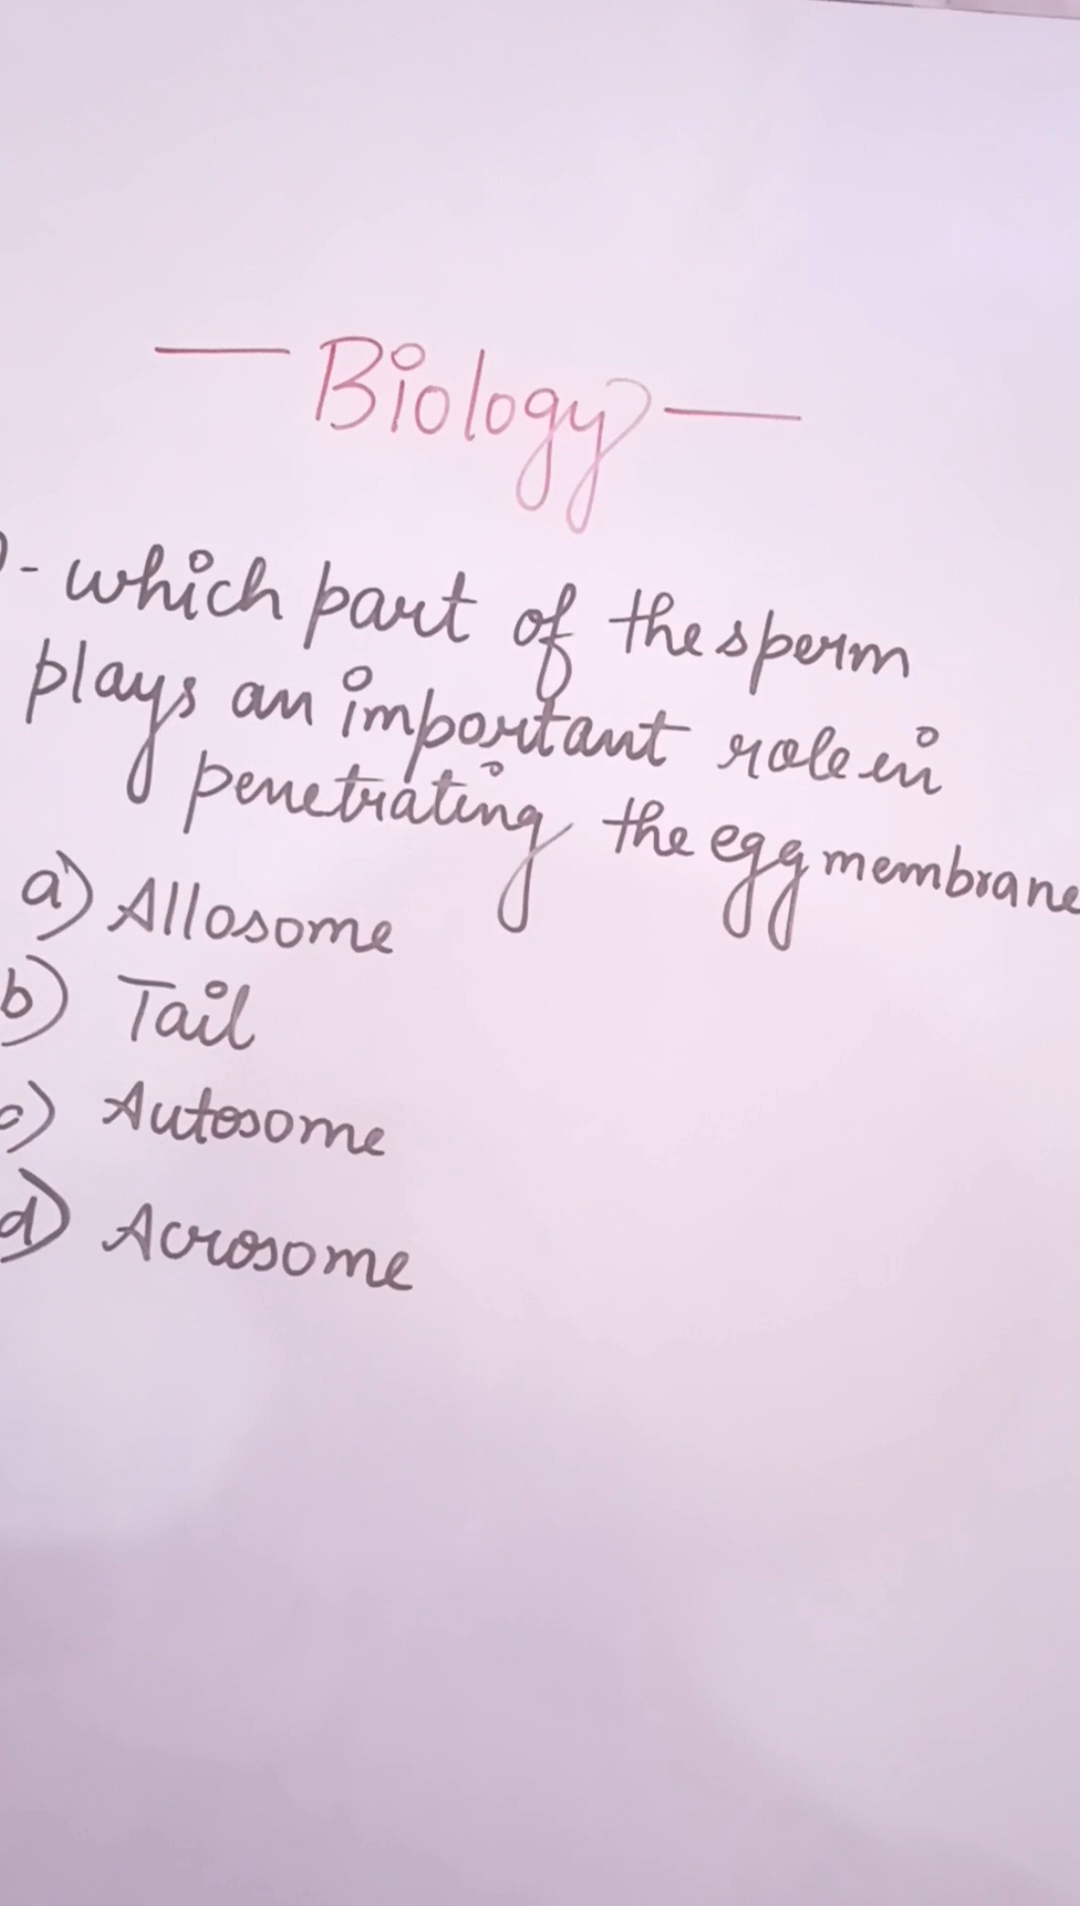 — Biology —
- which part of the sperm
plays an important role in
penetrating the egg membrane
a) Allosome
b) Tail
c) Autosome
d) Acrosome